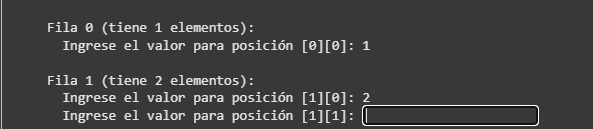 Fila 0 (tiene 1 elementos):
Ingrese el valor para posición [0][0]: 1
Fila 1 (tiene 2 elementos):
Ingrese el valor para posición [1][0]: 2
Ingrese el valor para posición [1][1]: